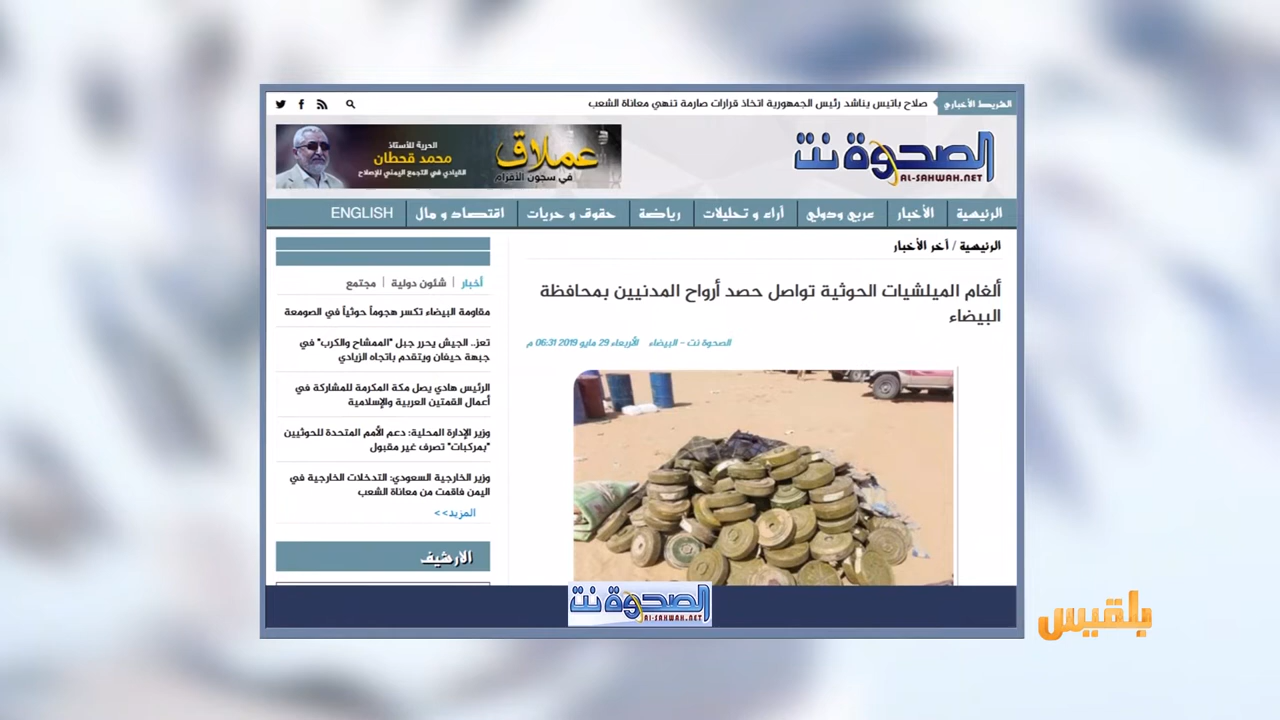 الشريط الأخباري
صلاح باتيس يناشد رئيس الجمهورية اتخاذ قرارات صارمة تنهي معاناة الشعب
الصحوة نت
AL-SAHWAH.NET
عملاق
في سجون الأقزام
الحرية للأستاذ
محمد قحطان
القيادي في التجمع اليمني للإصلاح
الرئيسية
الأخبار
عربي ودولي
آراء و تحليلات
رياضة
حقوق و حريات
اقتصاد و مال
ENGLISH
الرئيسية / آخر الأخبار
ألغام الميلشيات الحوثية تواصل حصد أرواح المدنيين بمحافظة
البيضاء
الصحوة نت - البيضاء الأربعاء 29 مايو 2019 06:31 م
أخبار | شئون دولية | مجتمع
مقاومة البيضاء تكسر هجوماً حوثياً في الصومعة
تعز.. الجيش يحرر جبل "الممشاح والكرب" في
جبهة حيفان ويتقدم باتجاه الزيادي
الرئيس هادي يصل مكة المكرمة للمشاركة في
أعمال القمتين العربية والإسلامية
وزير الإدارة المحلية: دعم الأمم المتحدة للحوثيين
"بمركبات" تصرف غير مقبول
وزير الخارجية السعودي: التدخلات الخارجية في
اليمن فاقمت من معاناة الشعب
المزيد>>
الارشيف
الصحوة نت
AL-SAHWAH.NET
بلقيس